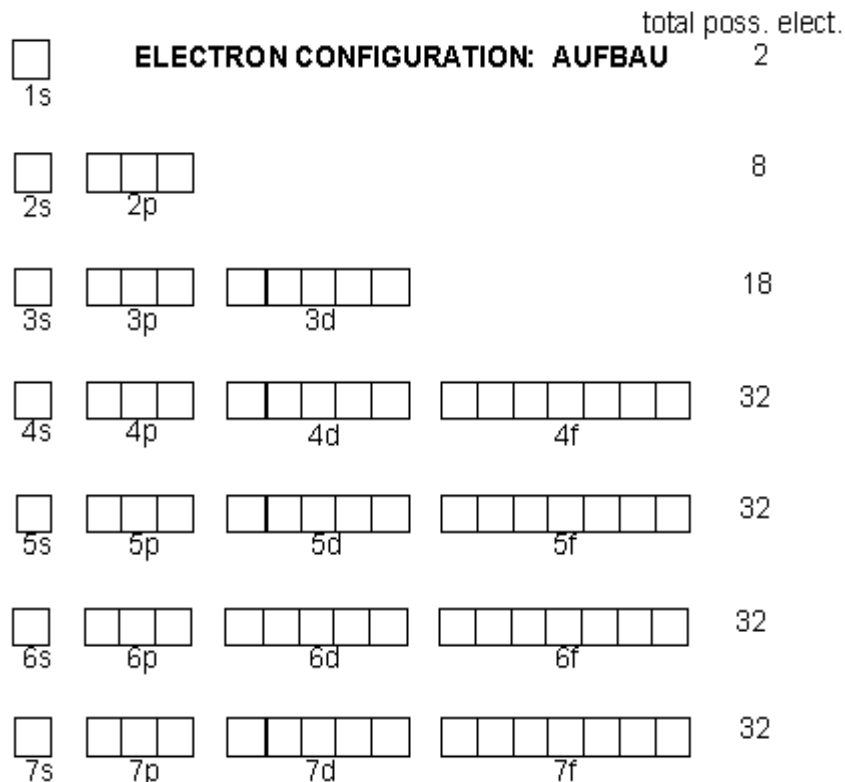 total poss. elect.
ELECTRON CONFIGURATION: AUFBAU 2
1s
8
2s 2p
18
3s 3p 3d
32
4s 4p 4d 4f
32
5s 5p 5d 5f
32
6s 6p 6d 6f
32
7s 7p 7d 7f